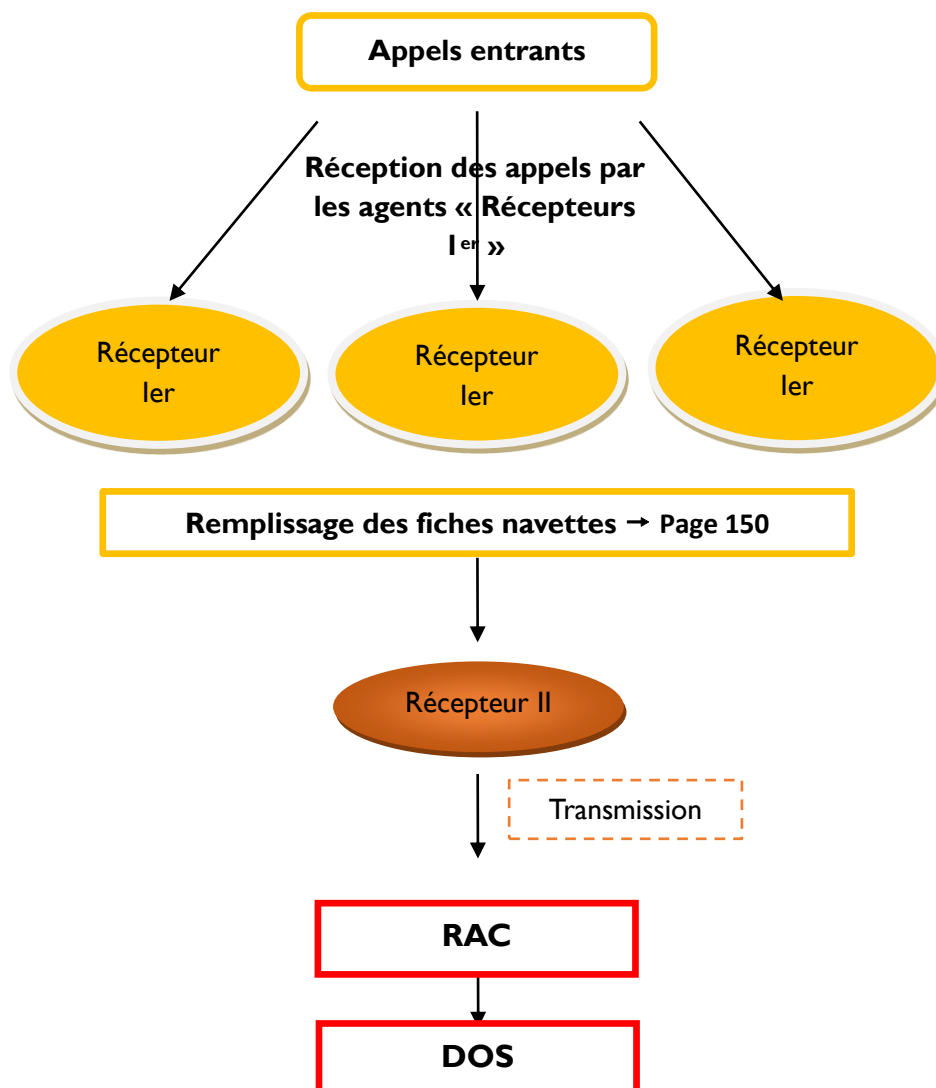 Appels entrants
Réception des appels par
les agents « Récepteurs
1er »
Récepteur
Ier
Récepteur
Ier
Récepteur
Ier
Remplissage des fiches navettes → Page 150
Récepteur II
Transmission
RAC
DOS